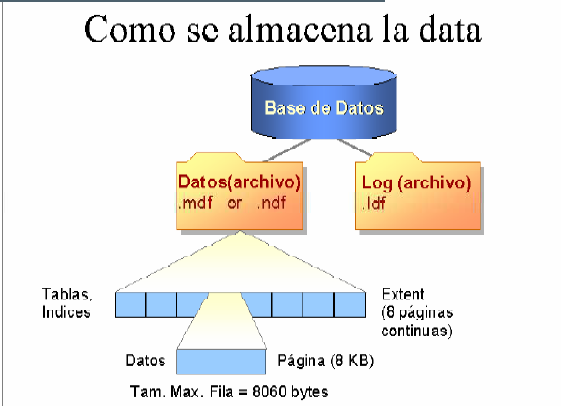 Como se almacena la data
Base de Datos
Datos(archivo)
.mdf or .ndf
Log (archivo)
.ldf
Tablas,
Indices
Extent
(8 páginas
continuas)
Datos
Página (8 KB)
Tam. Max. Fila = 8060 bytes